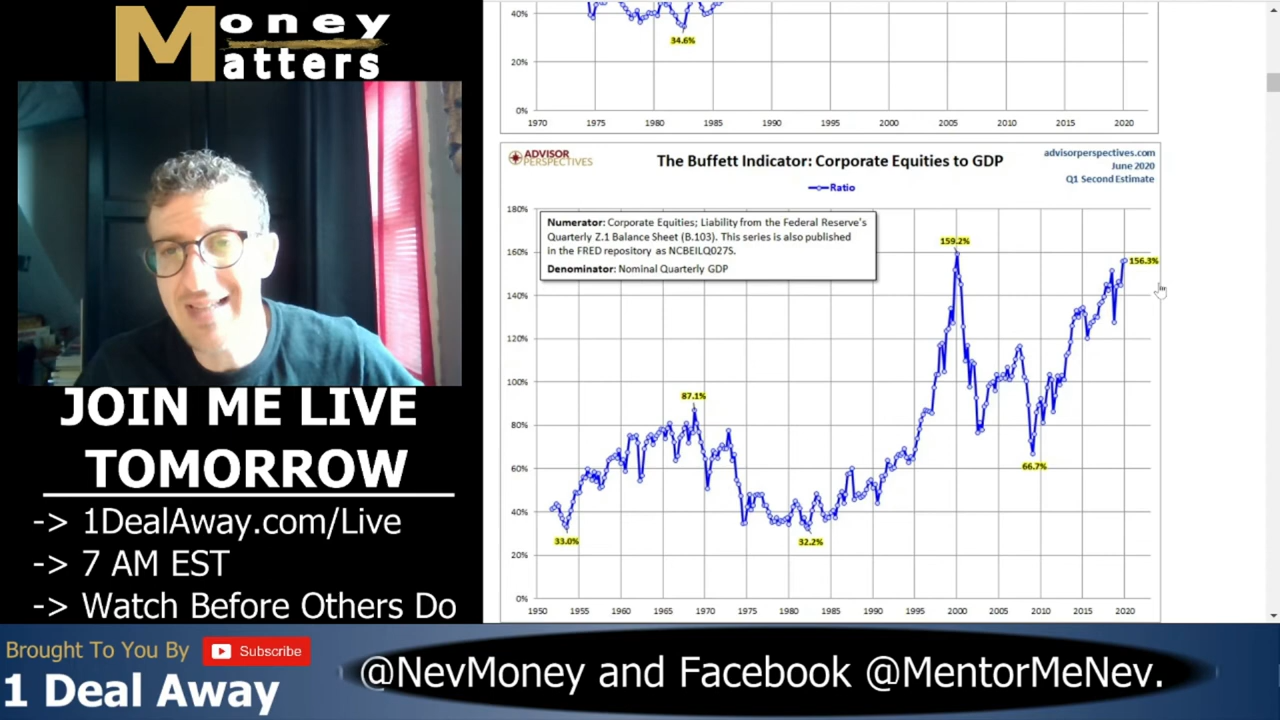 Money
Matters
JOIN ME LIVE
TOMORROW
-> 1DealAway.com/Live
-> 7 AM EST
-> Watch Before Others Do
40%
20%
0%
34.6%
1970 1975 1980 1985 1990 1995 2000 2005 2010 2015 2020
ADVISOR
PERSPECTIVES
The Buffett Indicator: Corporate Equities to GDP
Ratio
advisorperspectives.com
June 2020
Q1 Second Estimate
Numerator: Corporate Equities; Liability from the Federal Reserve's
Quarterly Z.1 Balance Sheet (B.103). This series is also published
in the FRED repository as NCBEILQ027S.
Denominator: Nominal Quarterly GDP
180%
160%
140%
120%
100%
80%
60%
40%
20%
0%
159.2%
156.3%
87.1%
66.7%
33.0%
32.2%
1950 1955 1960 1965 1970 1975 1980 1985 1990 1995 2000 2005 2010 2015 2020
Brought To You By
Subscribe
1 Deal Away
@NevMoney and Facebook @MentorMeNev.